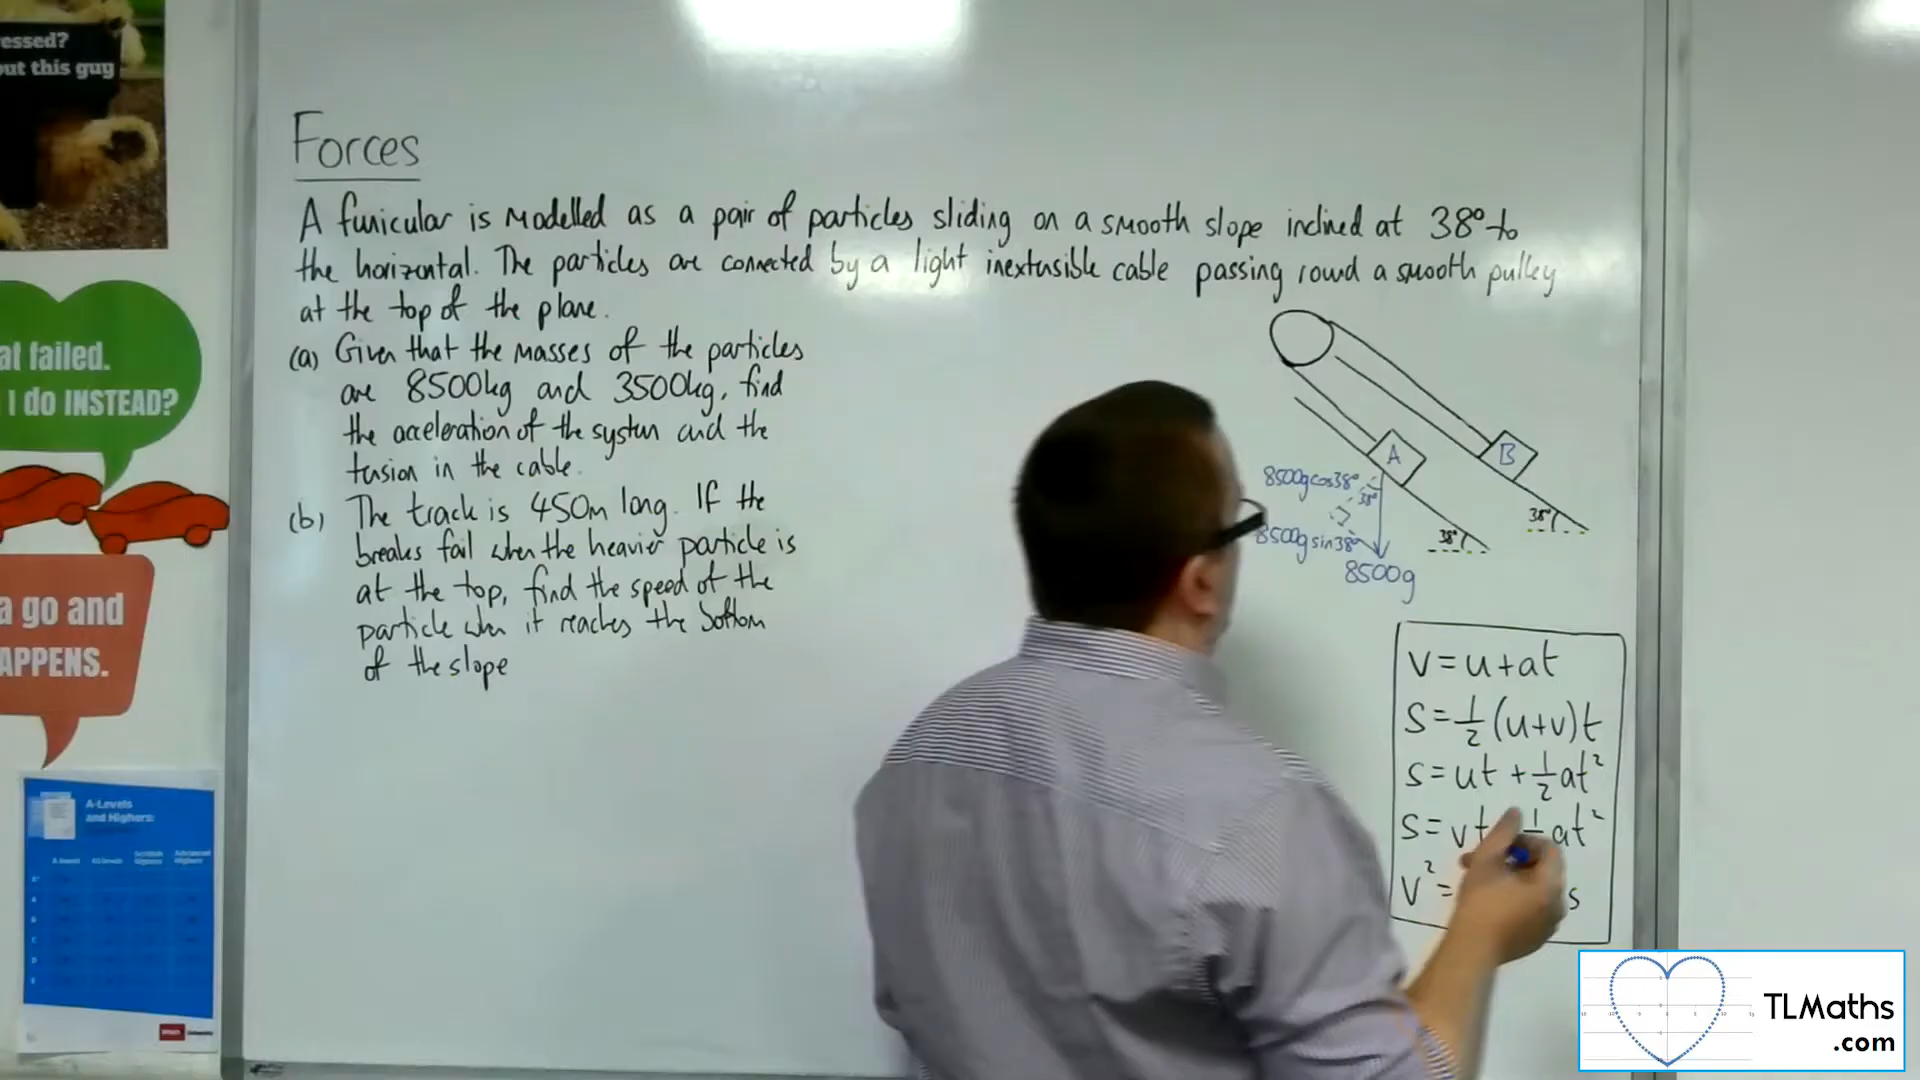 essed?
out this guy
at failed.
I do INSTEAD?
a go and
APPENS.
A-Levels
and Highers:
Forces
A funicular is modelled as a pair of particles sliding on a smooth slope inclined at 38° to
the horizontal. The particles are connected by a light inextensible cable passing round a smooth pulley
at the top of the plane.
(a) Given that the masses of the particles
are 8500kg and 3500kg, find
the acceleration of the system and the
tension in the cable.
(b) The track is 450m long. If the
breaks fail when the heavier particle is
at the top, find the speed of the
particle when it reaches the bottom
of the slope
A
B
8500gcos38°
38°
8500gsin38°
8500g
38°
38°
v=u+at
s=½(u+v)t
s=ut+½at²
s=vt ½at²
v²= s
TLMaths
.com